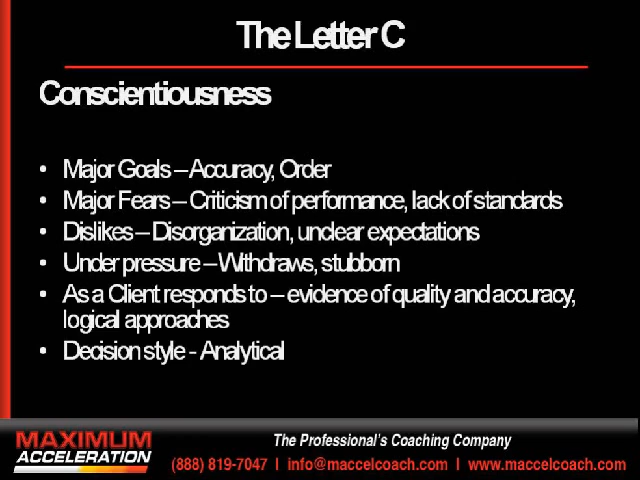 The Letter C
Conscientiousness
• Major Goals – Accuracy, Order
• Major Fears – Criticism of performance, lack of standards
• Dislikes – Disorganization, unclear expectations
• Under pressure – Withdraws, stubborn
• As a Client responds to – evidence of quality and accuracy,
logical approaches
• Decision style - Analytical
MAXIMUM
ACCELERATION
The Professional's Coaching Company
(888) 819-7047 | info@maccelcoach.com | www.maccelcoach.com